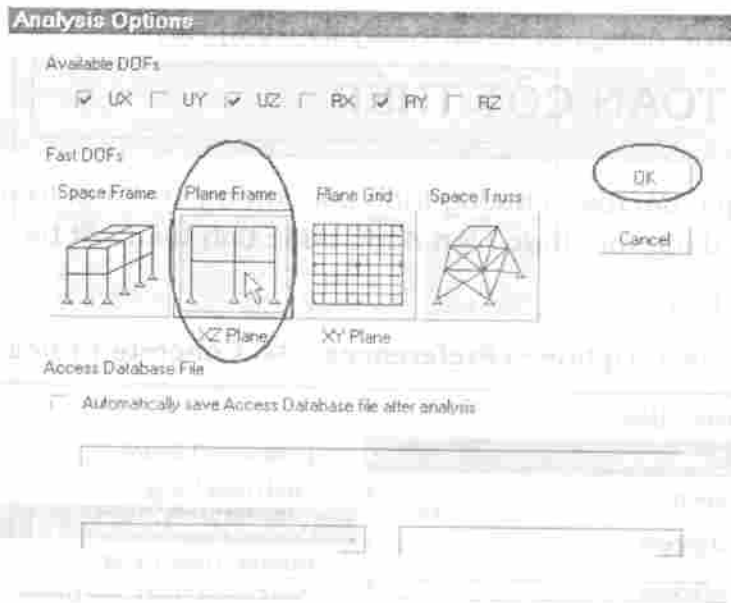 Analysis Options
Available DOFs
UX UY UZ RX RY RZ
Fast DOFs
Space Frame Plane Frame Plane Grid Space Truss
XZ Plane XY Plane
OK
Cancel
Access Database File
Automatically save Access Database file after analysis